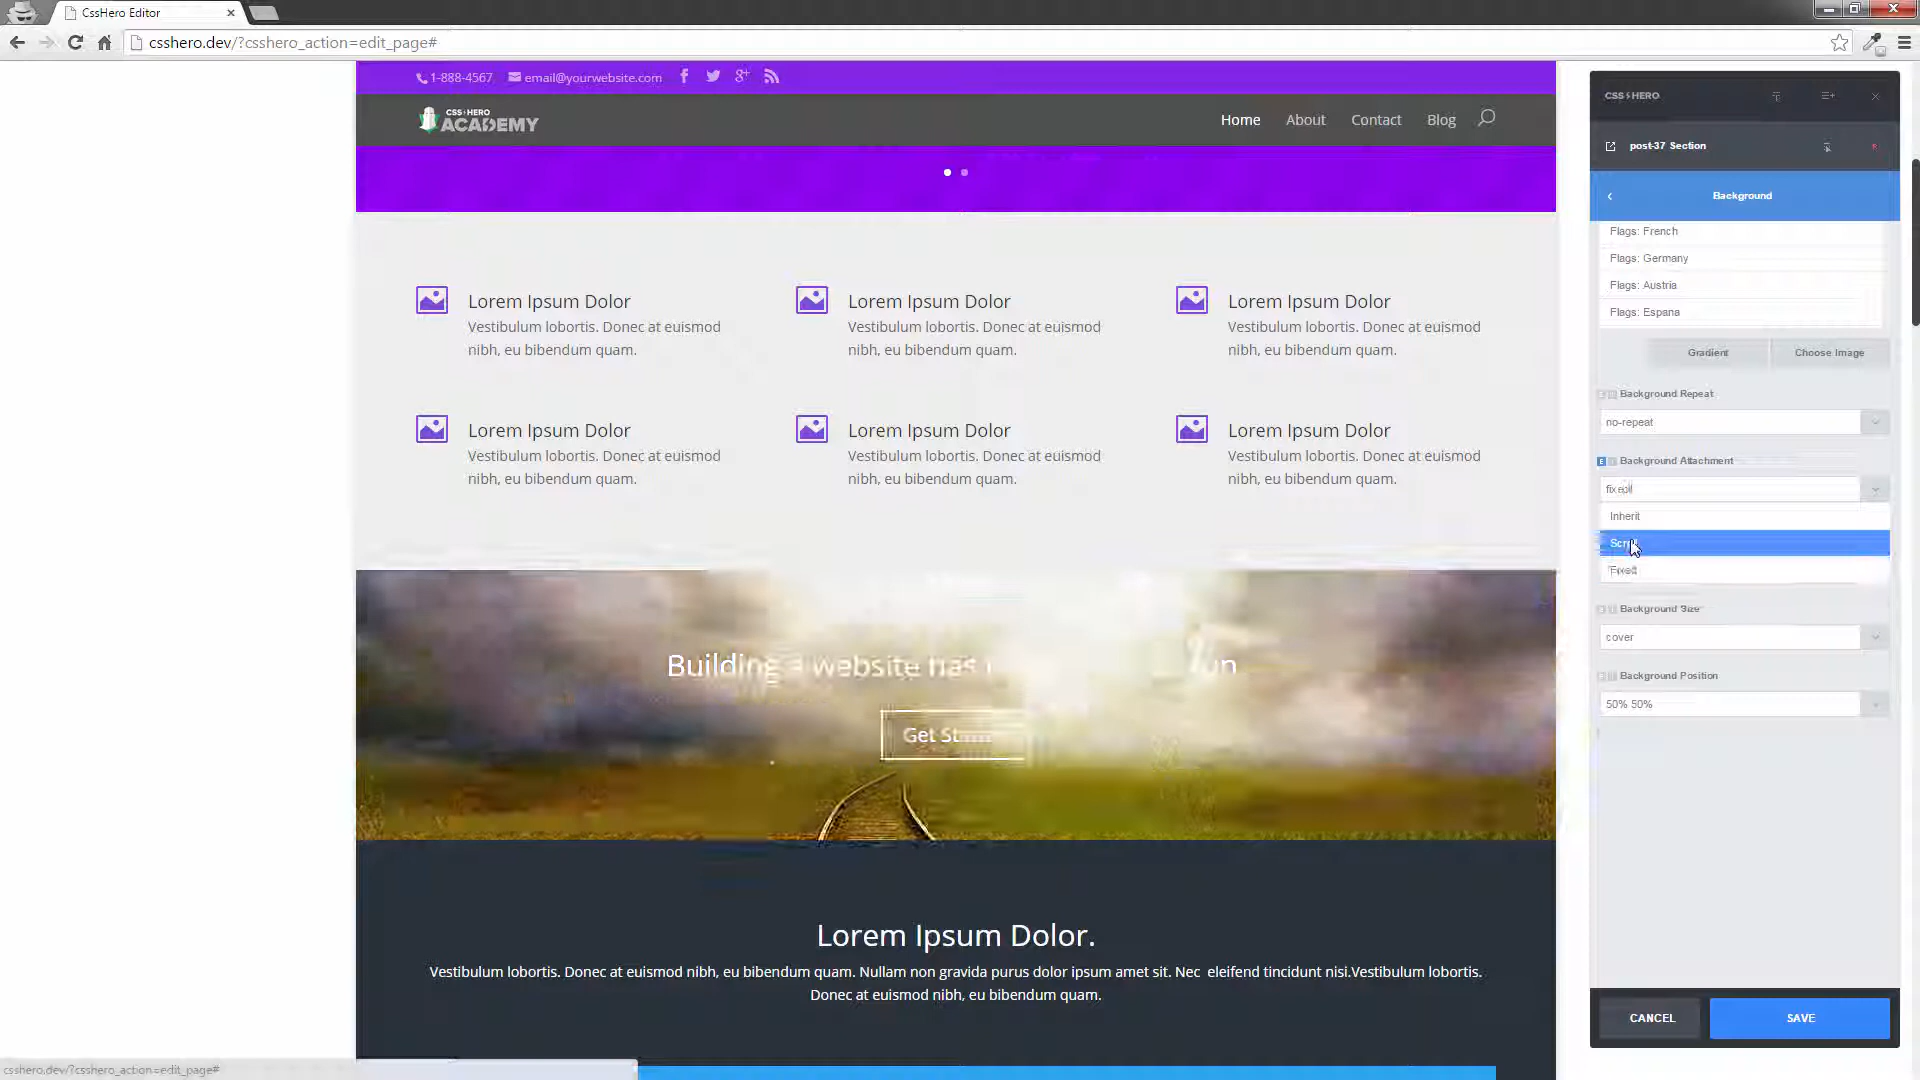 CssHero Editor
csshero.dev/?csshero_action=edit_page#
1-888-4567 email@yourwebsite.com
CSS HERO
ACADEMY
Home About Contact Blog
Lorem Ipsum Dolor
Vestibulum lobortis. Donec at euismod
nibh, eu bibendum quam.
Lorem Ipsum Dolor
Vestibulum lobortis. Donec at euismod
nibh, eu bibendum quam.
Lorem Ipsum Dolor
Vestibulum lobortis. Donec at euismod
nibh, eu bibendum quam.
Lorem Ipsum Dolor
Vestibulum lobortis. Donec at euismod
nibh, eu bibendum quam.
Lorem Ipsum Dolor
Vestibulum lobortis. Donec at euismod
nibh, eu bibendum quam.
Lorem Ipsum Dolor
Vestibulum lobortis. Donec at euismod
nibh, eu bibendum quam.
Building a website has
Get
Lorem Ipsum Dolor.
Vestibulum lobortis. Donec at euismod nibh, eu bibendum quam. Nullam non gravida purus dolor ipsum amet sit. Nec eleifend tincidunt nisi.Vestibulum lobortis.
Donec at euismod nibh, eu bibendum quam.
CSS HERO
post-37 Section
Background
Flags: French
Flags: Germany
Flags: Austria
Flags: Espana
Gradient Choose Image
Background Repeat
no-repeat
Background Attachment
fixed
Inherit
Scroll
Fixed
Background Size
cover
Background Position
50% 50%
CANCEL SAVE
csshero.dev/?csshero_action=edit_page#